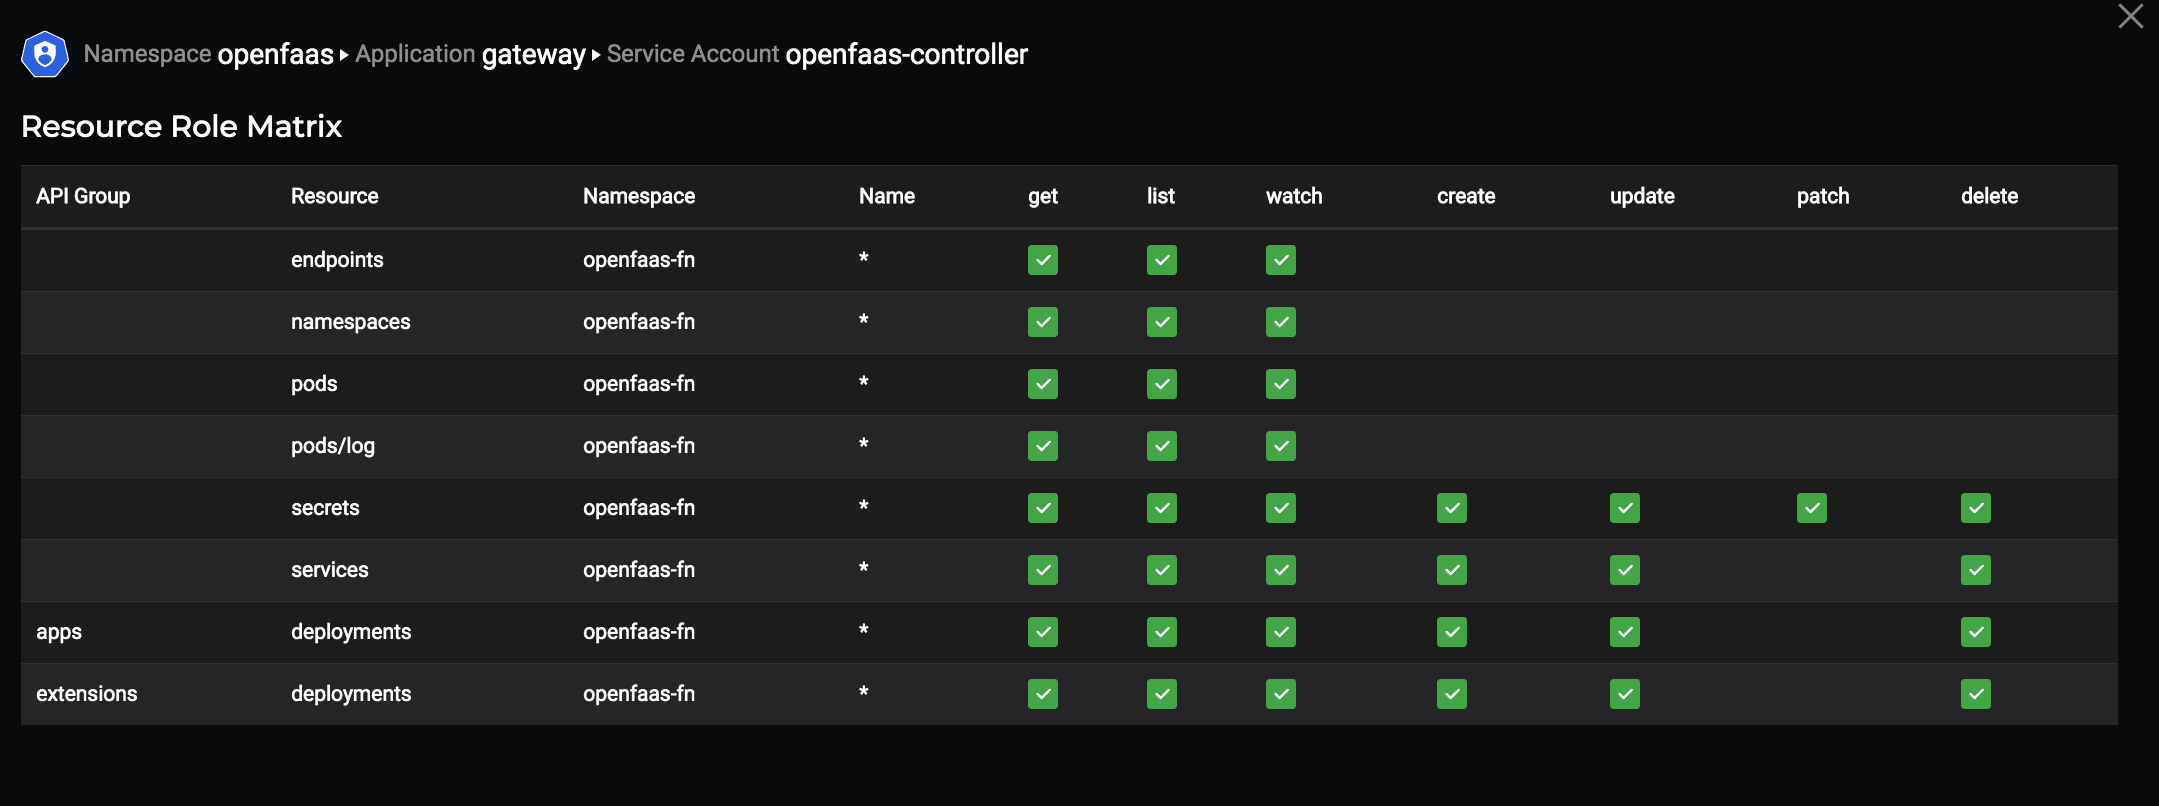 Namespace openfaas ▸ Application gateway ▸ Service Account openfaas-controller
Resource Role Matrix
API Group Resource Namespace Name get list watch create update patch delete
endpoints openfaas-fn *
namespaces openfaas-fn *
pods openfaas-fn *
pods/log openfaas-fn *
secrets openfaas-fn *
services openfaas-fn *
apps deployments openfaas-fn *
extensions deployments openfaas-fn *